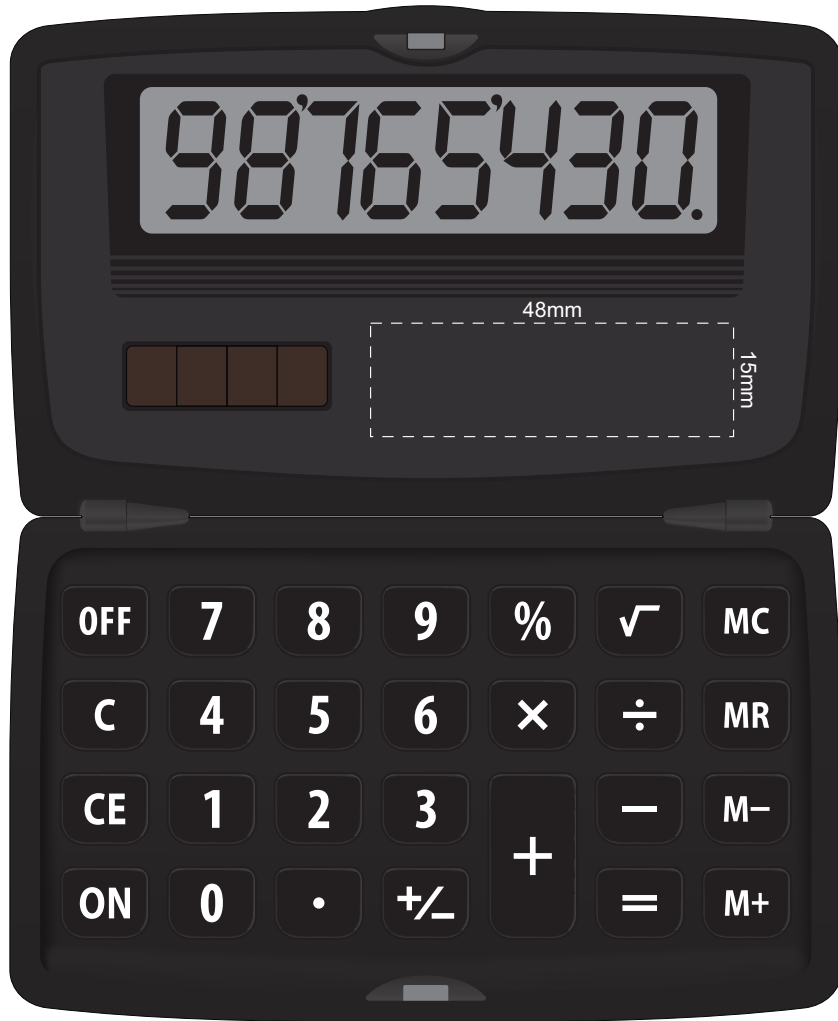 98'765'430.
48mm
15mm
OFF 7 8 9 % √ MC
C 4 5 6 × ÷ MR
CE 1 2 3 + − M−
ON 0 . +/− = M+